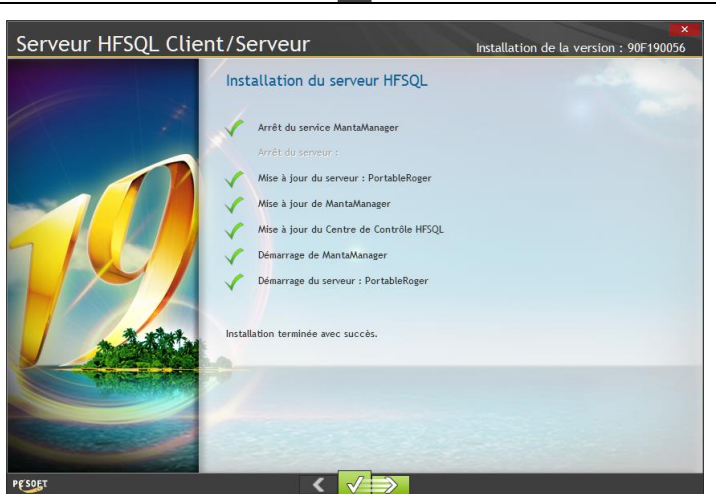 Serveur HFSQL Client/Serveur
Installation de la version : 90F190056
Installation du serveur HFSQL
Arrêt du service MantaManager
Arrêt du serveur :
Mise à jour du serveur : PortableRoger
Mise à jour de MantaManager
Mise à jour du Centre de Contrôle HFSQL
Démarrage de MantaManager
Démarrage du serveur : PortableRoger
Installation terminée avec succès.
19
PC SOFT